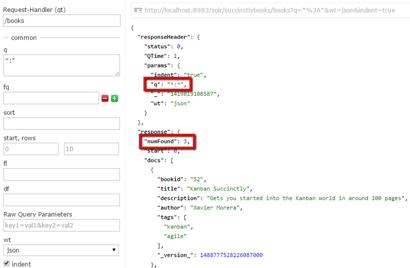 Request-Handler (qt)
/books
common
q
"*:*"
fq
sort
start, rows
0 10
fl
df
Raw Query Parameters
key1=val1&key2=val2
wt
json
indent
http://localhost:8983/solr/succinctlybooks/books?q="%3A"&wt=json&indent=true
{
"responseHeader": {
"status": 0,
"QTime": 1,
"params": {
"indent": "true",
"q": "*:*",
"_": "1419819108587",
"wt": "json"
}
},
"response": {
"numFound": 3,
"start": 0,
"docs": [
{
"bookid": "52",
"title": "Kanban Succinctly",
"description": "Gets you started into the Kanban world in around 100 pages",
"author": "Xavier Morera",
"tags": [
"kanban",
"agile"
],
"_version_": 1488777528226087000
},